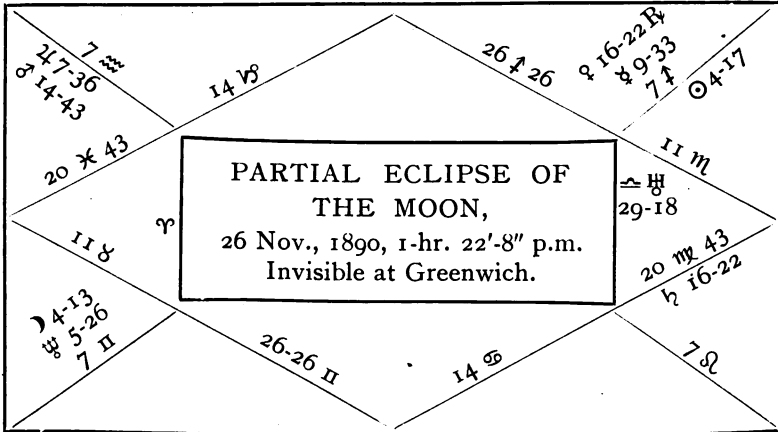 7 ♒
♃ 7-36
♂ 14-43
14 ♑
26 ♐ 26
♀ 16-22 ℞
☿ 9-33
7 ♐
☉ 4-17
20 ♓ 43
11 ♏
♈
PARTIAL ECLIPSE OF
THE MOON,
26 Nov., 1890, 1-hr. 22'-8" p.m.
Invisible at Greenwich.
♎ ♅
29-18
11 ♉
20 ♍ 43
♄ 16-22
☽ 4-13
♆ 5-26
7 ♊
26-26 ♊
14 ♋
7 ♌